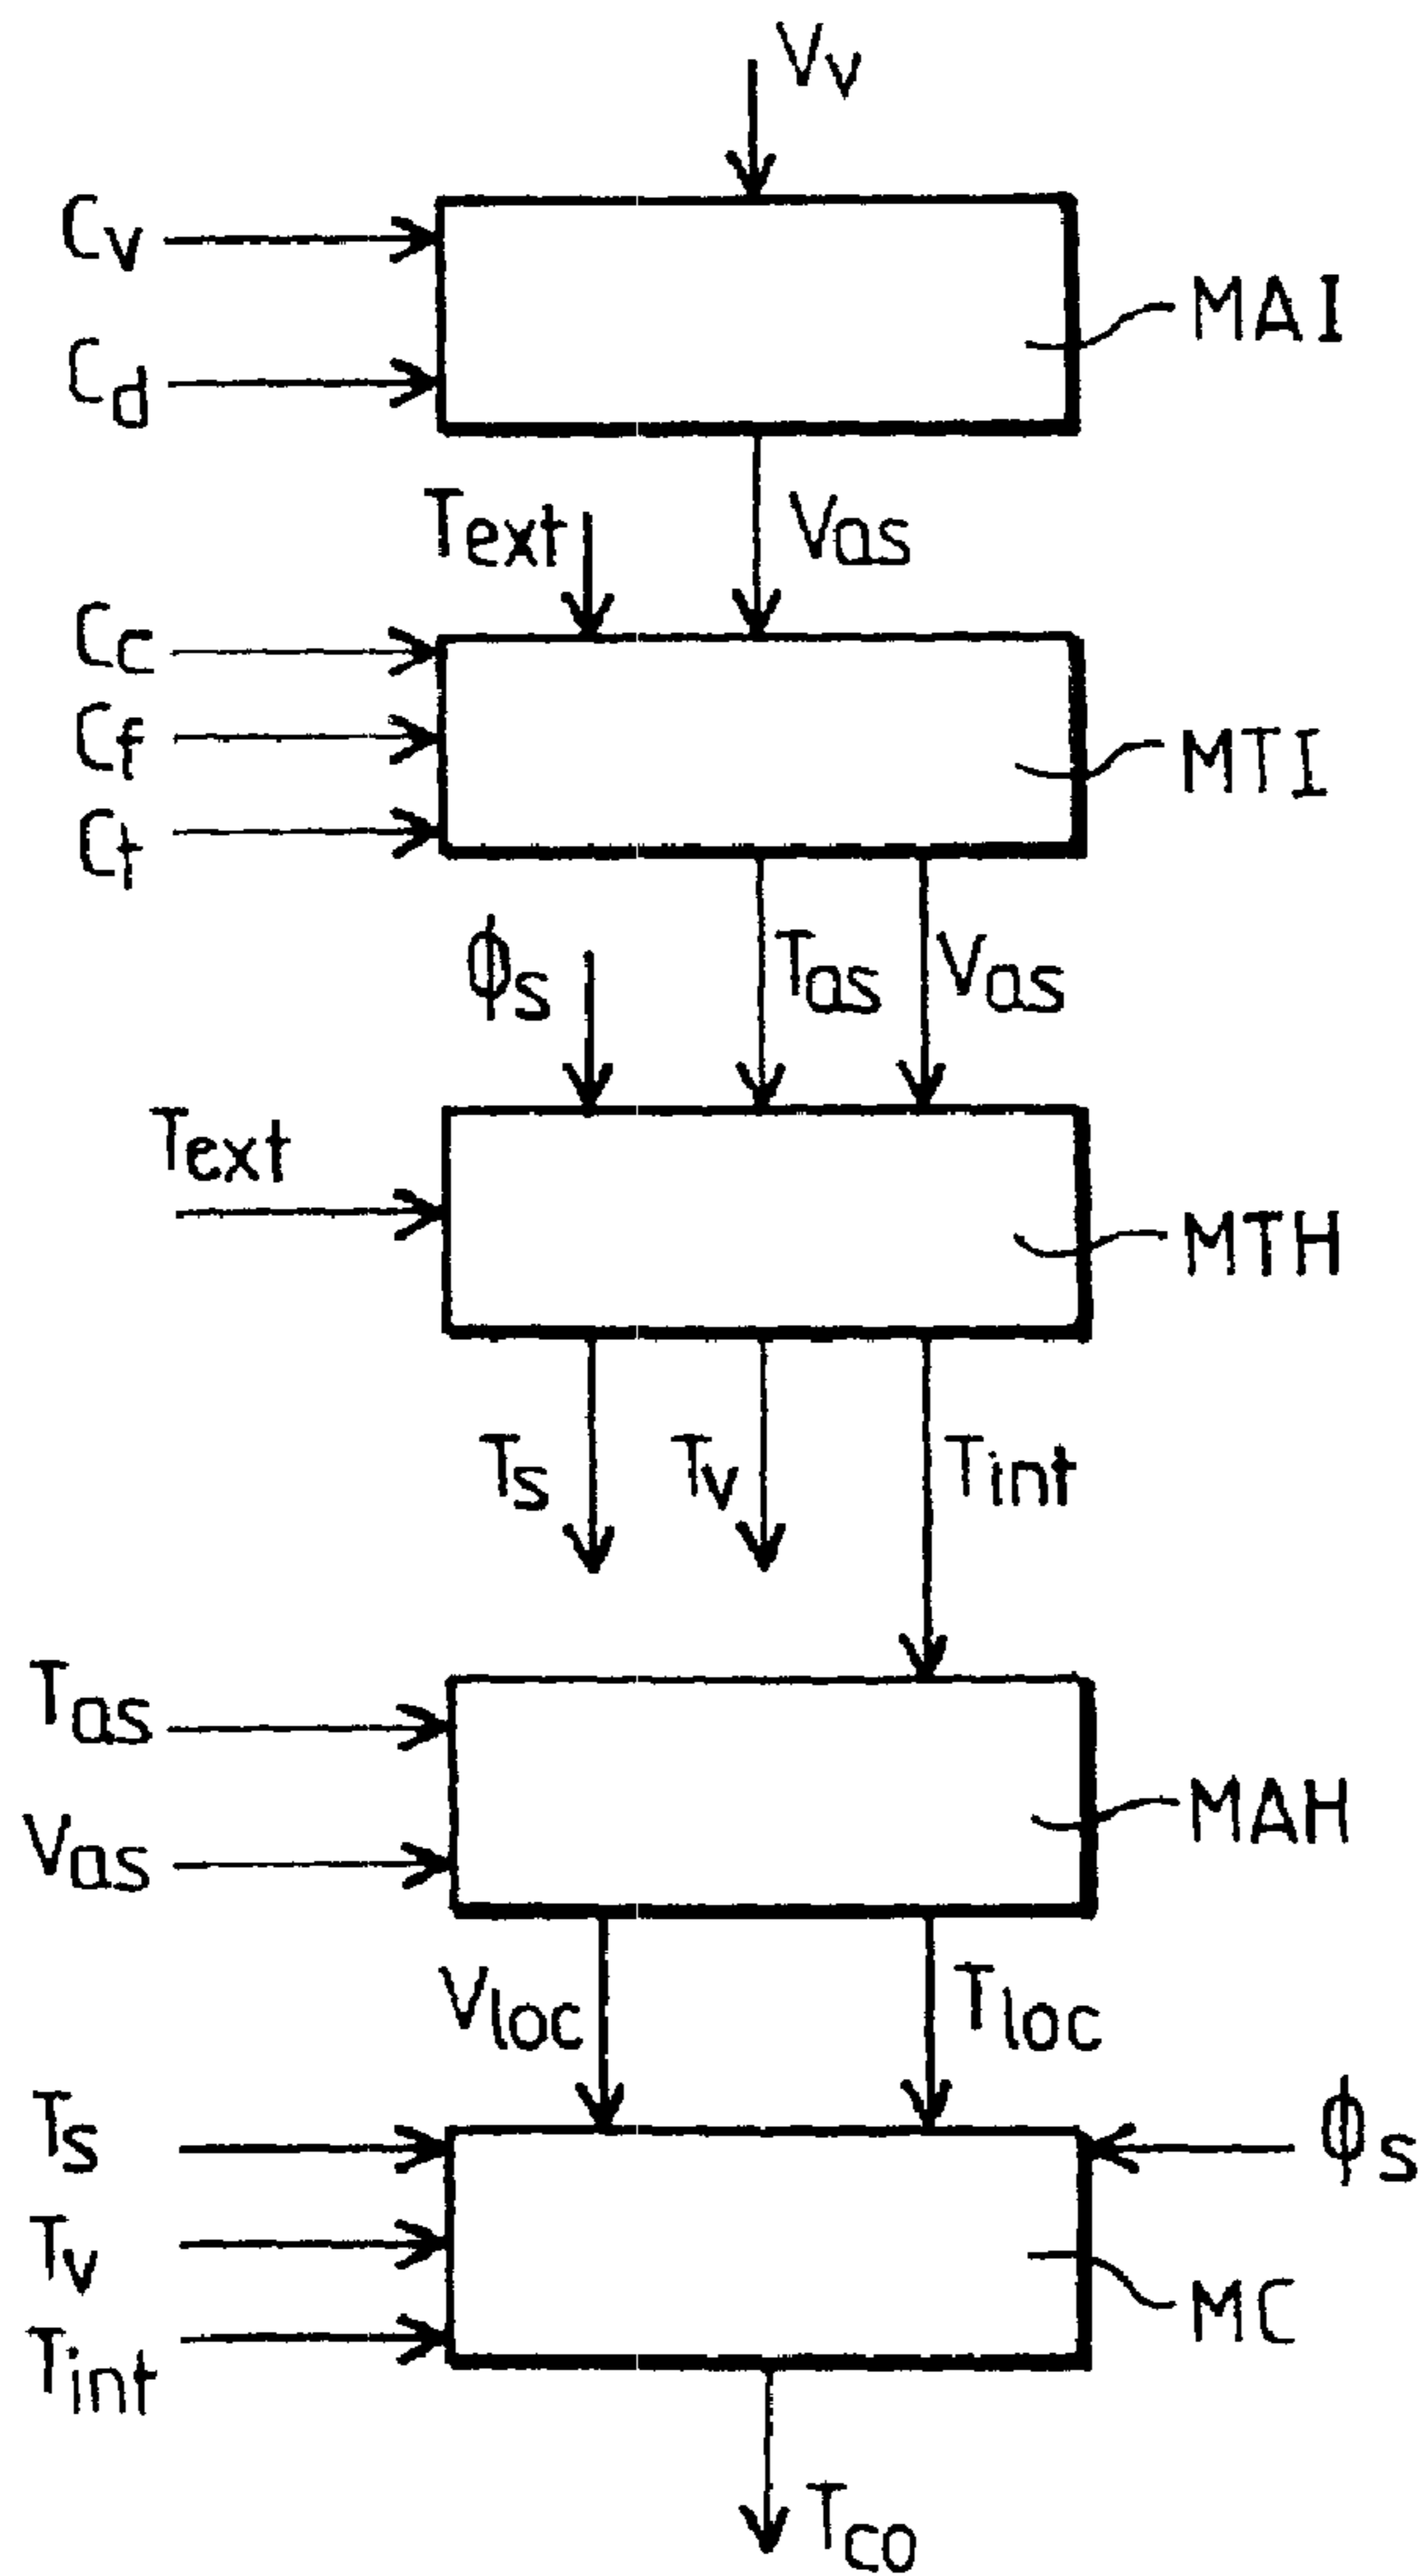 Vv
Cv
MAI
Cd
Text
Vas
Cc
Cf
MTI
Ct
ϕs
Tas
Vas
Text
MTH
Ts
Tv
Tint
Tas
Vas
MAH
Vloc
Tloc
Ts
ϕs
Tv
MC
Tint
Tco